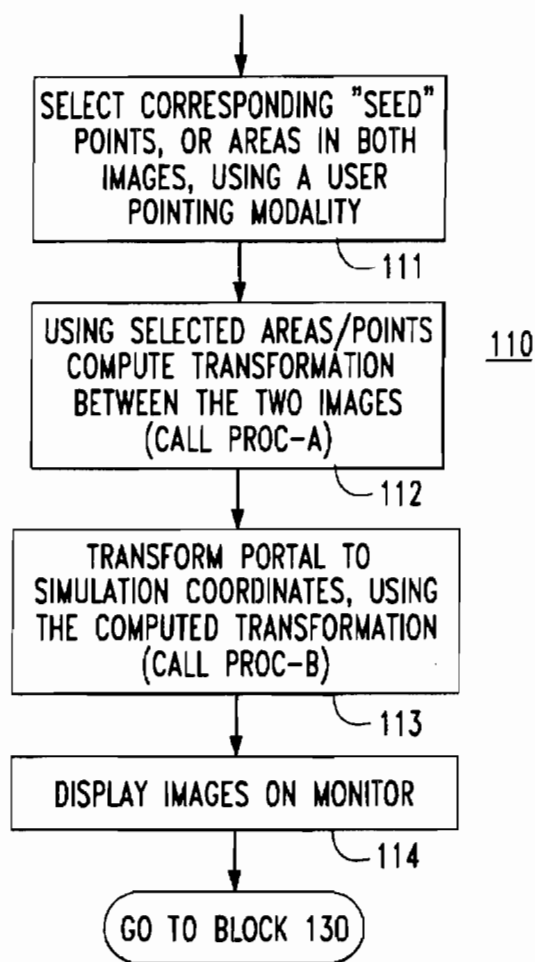 SELECT CORRESPONDING "SEED"
POINTS, OR AREAS IN BOTH
IMAGES, USING A USER
POINTING MODALITY
111
USING SELECTED AREAS/POINTS
COMPUTE TRANSFORMATION
BETWEEN THE TWO IMAGES
(CALL PROC-A)
110
112
TRANSFORM PORTAL TO
SIMULATION COORDINATES, USING
THE COMPUTED TRANSFORMATION
(CALL PROC-B)
113
DISPLAY IMAGES ON MONITOR
114
GO TO BLOCK 130